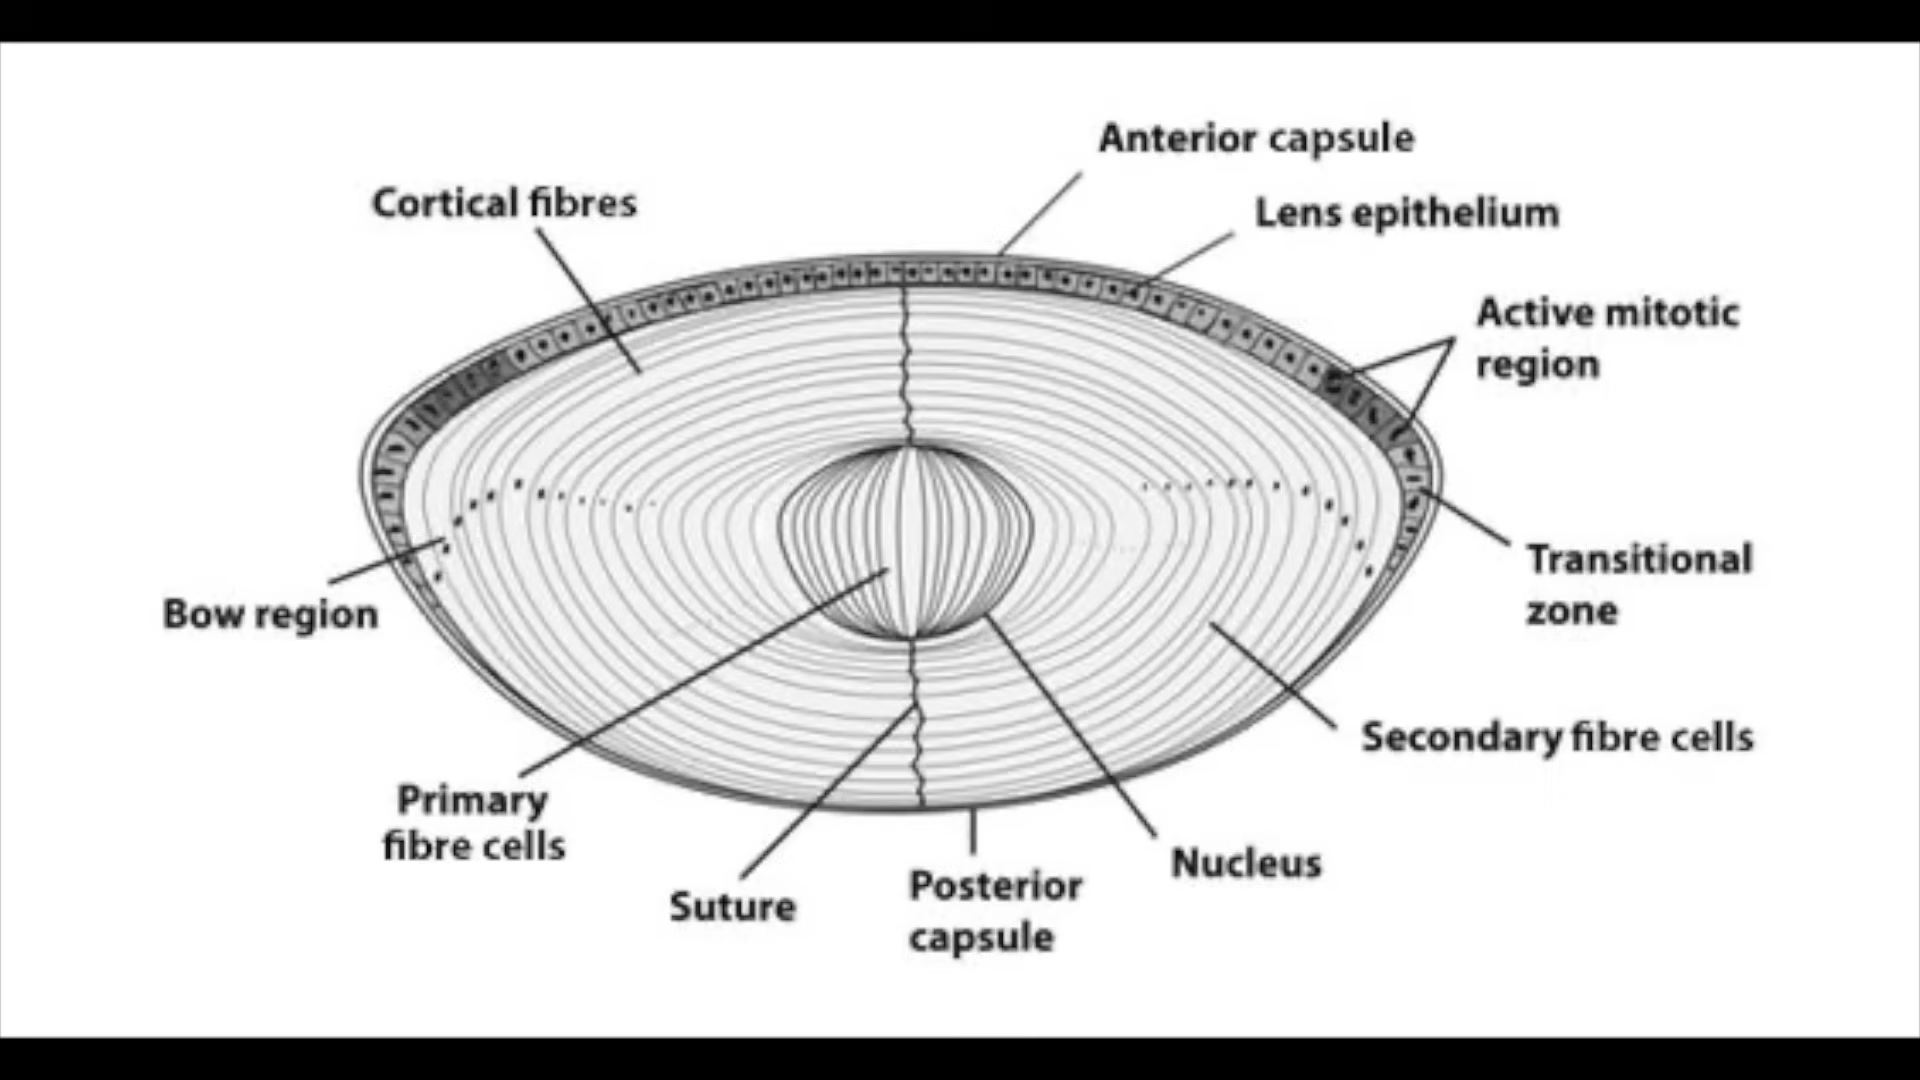 Anterior capsule
Cortical fibres
Lens epithelium
Active mitotic
region
Transitional
zone
Bow region
Secondary fibre cells
Primary
fibre cells
Nucleus
Suture
Posterior
capsule